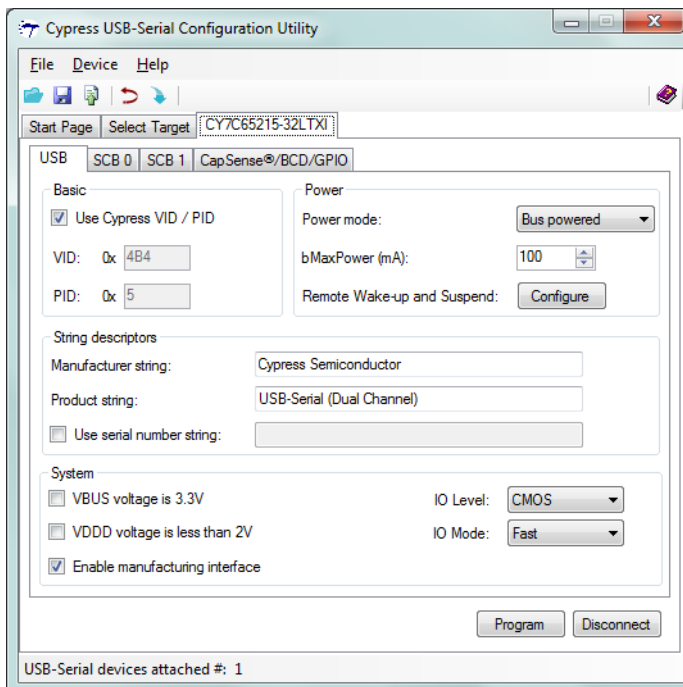 Cypress USB-Serial Configuration Utility
File Device Help
Start Page Select Target CY7C65215-32LTXI
USB SCB 0 SCB 1 CapSense®/BCD/GPIO
Basic
Use Cypress VID / PID
VID: 0x 4B4
PID: 0x 5
Power
Power mode: Bus powered
bMaxPower (mA): 100
Remote Wake-up and Suspend: Configure
String descriptors
Manufacturer string: Cypress Semiconductor
Product string: USB-Serial (Dual Channel)
Use serial number string:
System
VBUS voltage is 3.3V
VDDD voltage is less than 2V
Enable manufacturing interface
IO Level: CMOS
IO Mode: Fast
Program Disconnect
USB-Serial devices attached #: 1